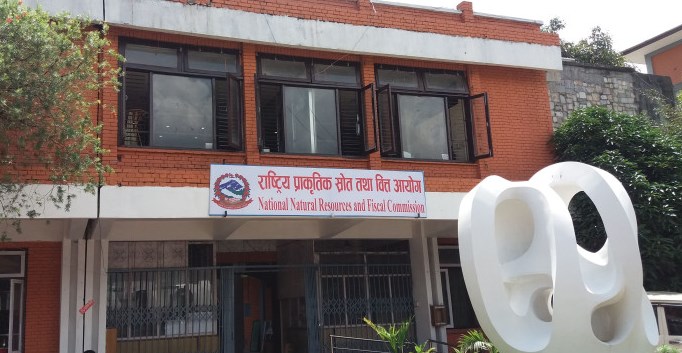 राष्ट्रिय प्राकृतिक स्रोत तथा वित्त आयोग
National Natural Resources and Fiscal Commission